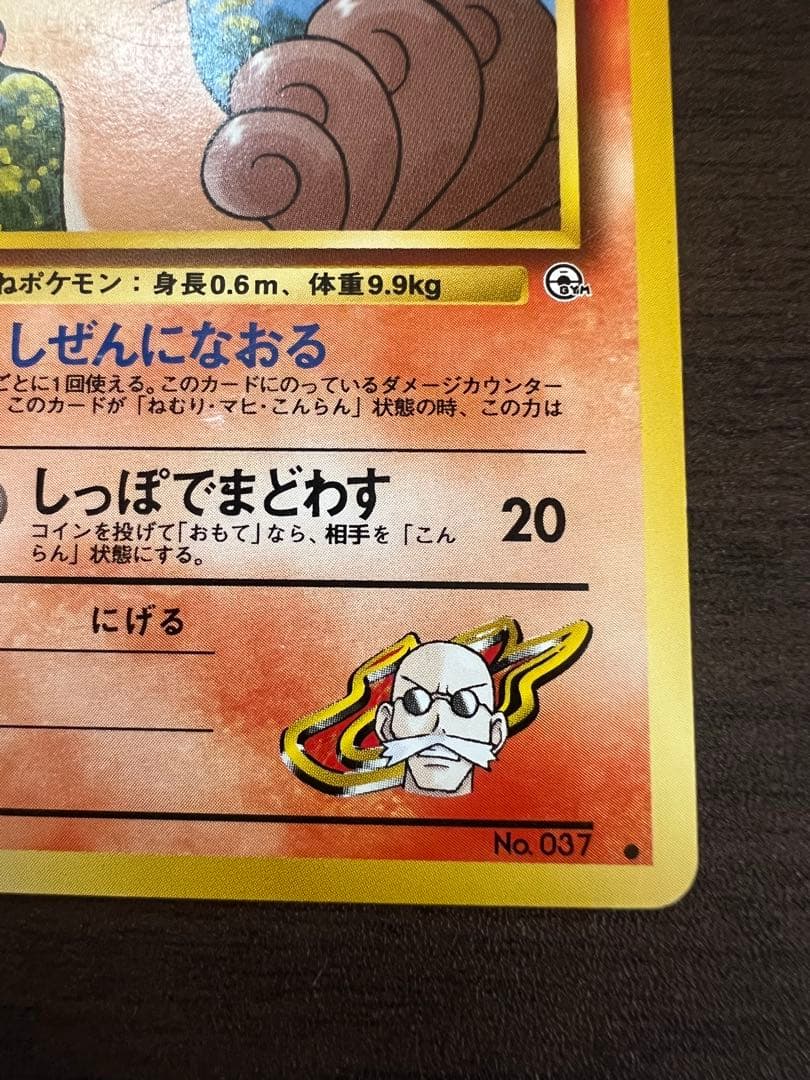 ねポケモン：身長0.6m、体重9.9kg
GYM
しぜんになおる
ごとに1回使える。このカードにのっているダメージカウンター
このカードが「ねむり・マヒ・こんらん」状態の時、この力は
しっぽでまどわす
20
コインを投げて「おもて」なら、相手を「こん
らん」状態にする。
にげる
No. 037